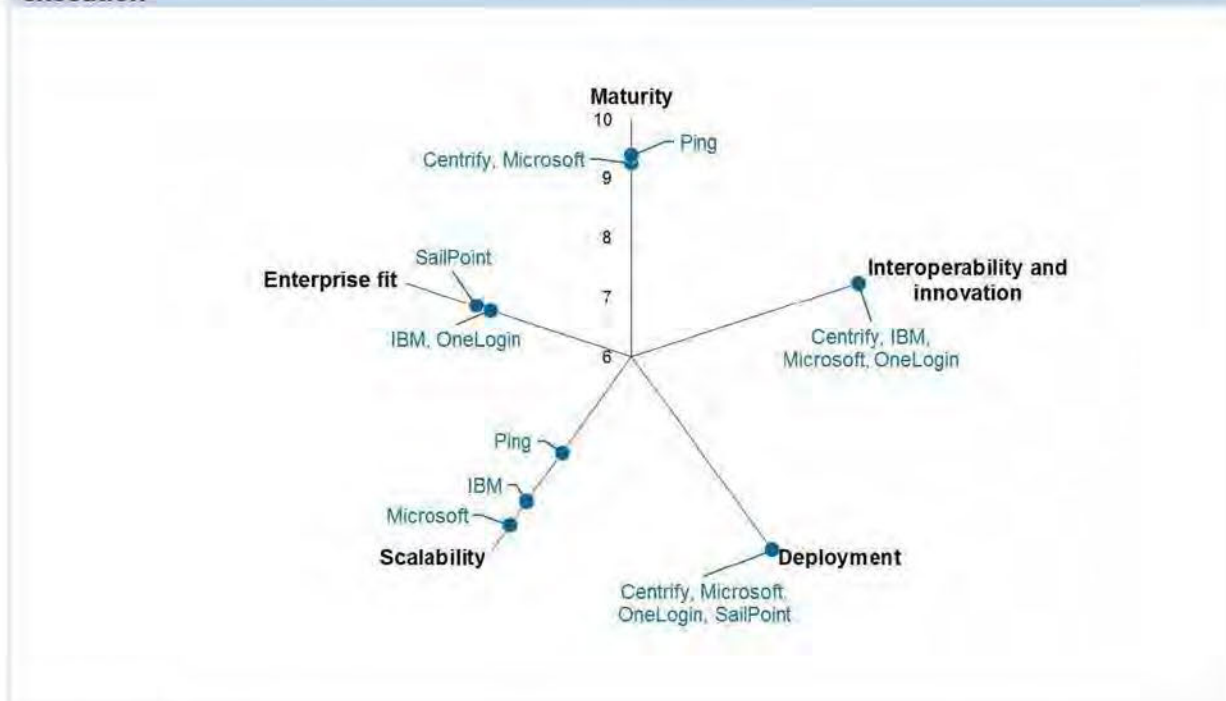 Maturity
10
Ping
Centrify, Microsoft
9
8
SailPoint
Enterprise fit
Interoperability and
innovation
7
IBM, OneLogin
Centrify, IBM,
Microsoft, OneLogin
6
Ping
IBM
Microsoft
Scalability
Deployment
Centrify, Microsoft,
OneLogin, SailPoint